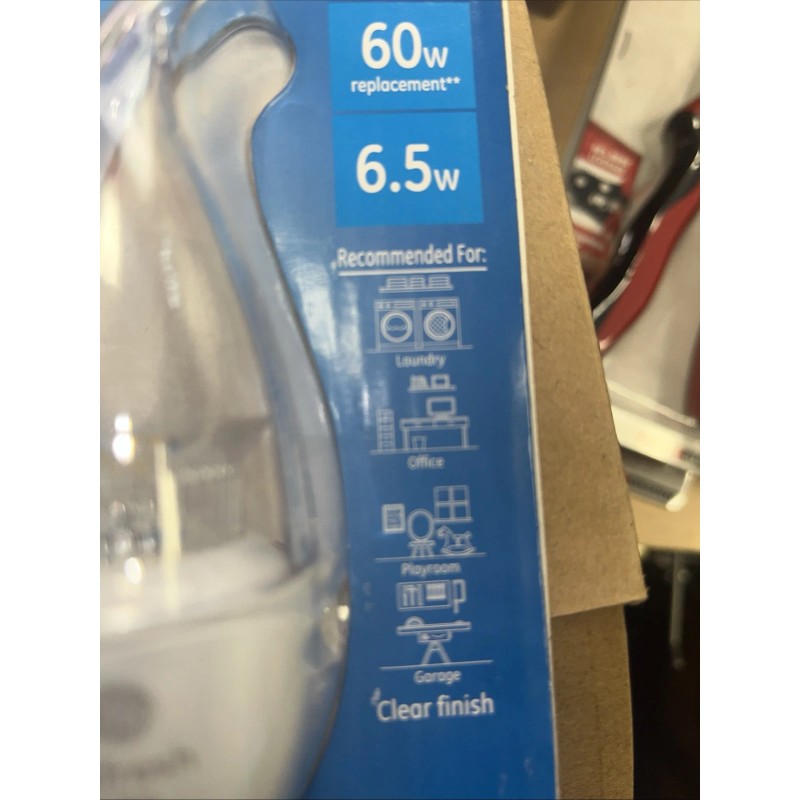 60w
replacement**
6.5w
Recommended For:
Laundry
Office
Playroom
Garage
Clear finish